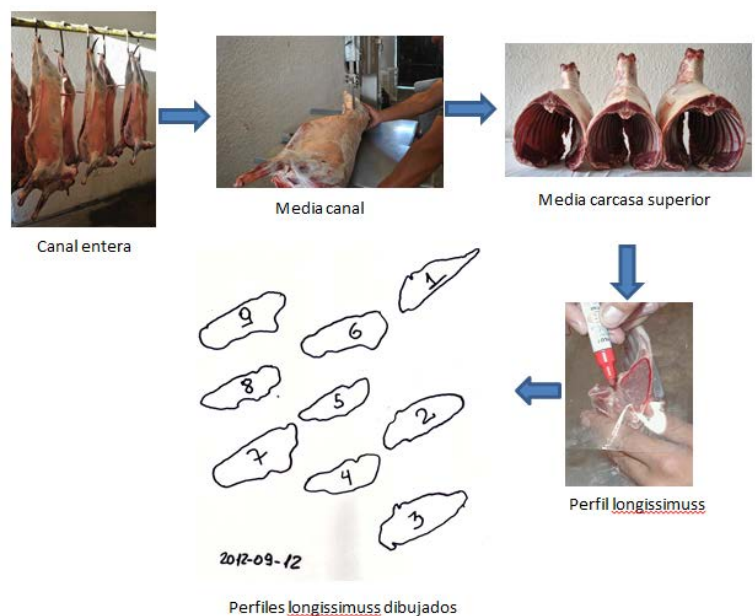 Canal entera
Media canal
Media carcasa superior
Perfil longissimuss
1
9
6
8
5
2
7
4
3
2012-09-12
Perfiles longissimuss dibujados